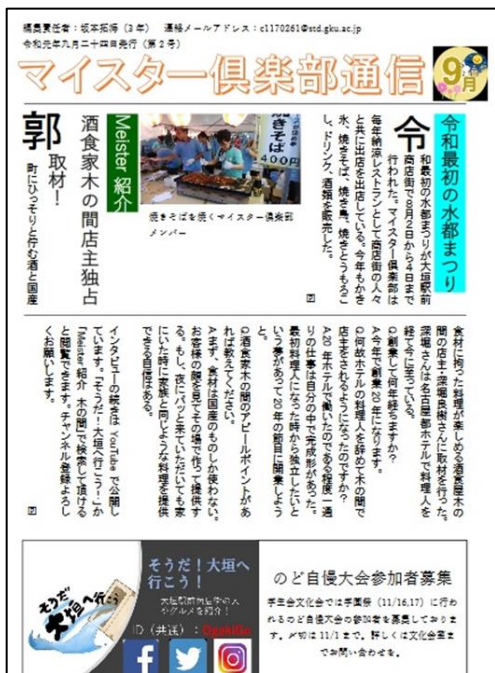 編集責任者：坂本拓海（3年）　連絡メールアドレス：c1170261@std.gku.ac.jp
令和元年九月二十四日発行（第2号）
マイスター倶楽部通信
9月
令和最初の水都まつり
令和最初の水都まつりが大垣駅前
商店街で8月2日から4日まで
行われた。マイスター倶楽部は
毎年納涼レストランとして商店街の人々
と共に出店を出店している。今年もかき
氷、焼きそば、焼き鳥、焼きとうもろこ
し、ドリンク、酒類を販売した。
焼きそば
400円
焼きそばを焼くマイスター倶楽部
メンバー
Meister 紹介
酒食家木の間店主独占
取材！
郭町にひっそりと佇む酒と国産
食材に拘った料理が楽しめる酒食屋木の
間の店主・深堀良樹さんに取材を行った。
深堀さんは名古屋都ホテルで料理人を
経て今に至っている。
Q.創業して何年経ちますか？
A.今年で創業20年になります。
Q.何故ホテルの料理人を辞めて木の間で
店主をされるようになったのですか？
A.20年ホテルで働いたのである程度一通
りの仕事は自分の中で完成形があった。
最初料理人になった時から独立したいと
いう夢があって20年の節目に開業しよう
と。
Q.酒食家木の間のアピールポイントがあ
れば教えてください。
A.まず、食材は国産のものしか使わない。
お客様の顔を見てその場で作って提供す
る。もし、夜にパッと来ていただいても家
にいた時に家族と同じような料理を提供
できる自信はある。
インタビューの続きは YouTube で公開し
ています。「そうだ！大垣へ行こう！」か
「Meister 紹介 木の間」で検索して頂ける
と閲覧できます。チャンネル登録よろし
くお願いします。
そうだ
大垣へ行こう！
そうだ！大垣へ
行こう！
大垣駅前商店街の人
やグルメを紹介！
ID（共通）：OgakiGo
のど自慢大会参加者募集
学生会文化会では学園祭（11/16,17）に行わ
れるのど自慢大会の参加者を募集しておりま
す。〆切は 11/1 まで。詳しくは文化会室ま
でお問い合わせを。